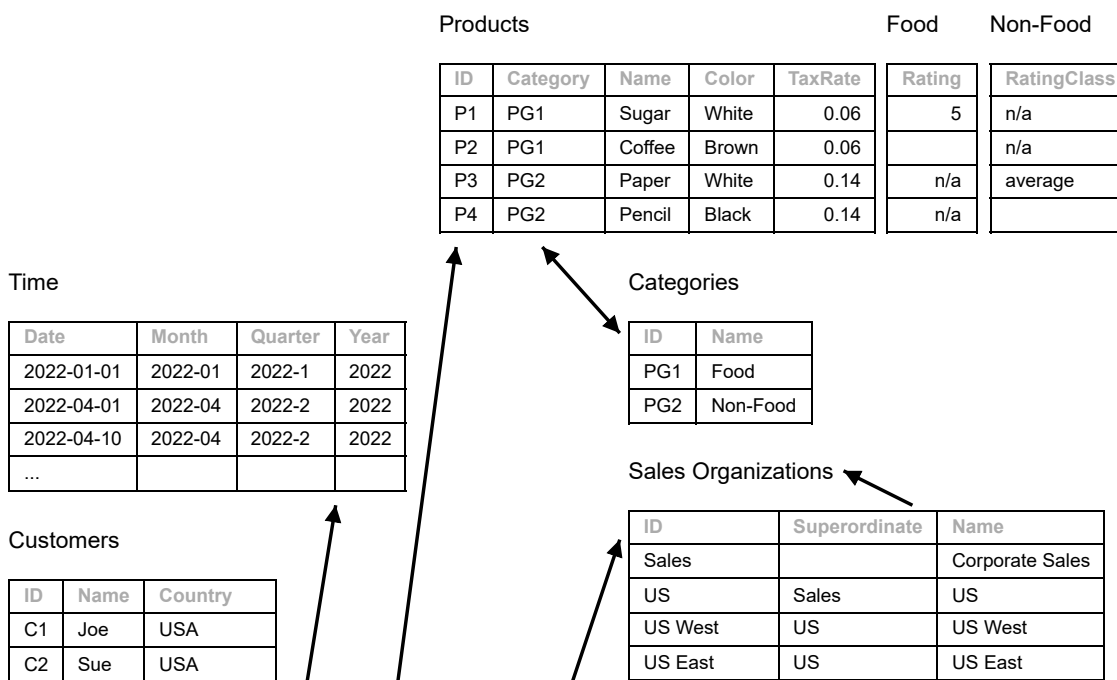 Products Food Non-Food
ID Category Name Color TaxRate Rating RatingClass
P1 PG1 Sugar White 0.06 5 n/a
P2 PG1 Coffee Brown 0.06 n/a
P3 PG2 Paper White 0.14 n/a average
P4 PG2 Pencil Black 0.14 n/a
Time
Date Month Quarter Year
2022-01-01 2022-01 2022-1 2022
2022-04-01 2022-04 2022-2 2022
2022-04-10 2022-04 2022-2 2022
...
Categories
ID Name
PG1 Food
PG2 Non-Food
Customers
ID Name Country
C1 Joe USA
C2 Sue USA
Sales Organizations
ID Superordinate Name
Sales Corporate Sales
US Sales US
US West US US West
US East US US East